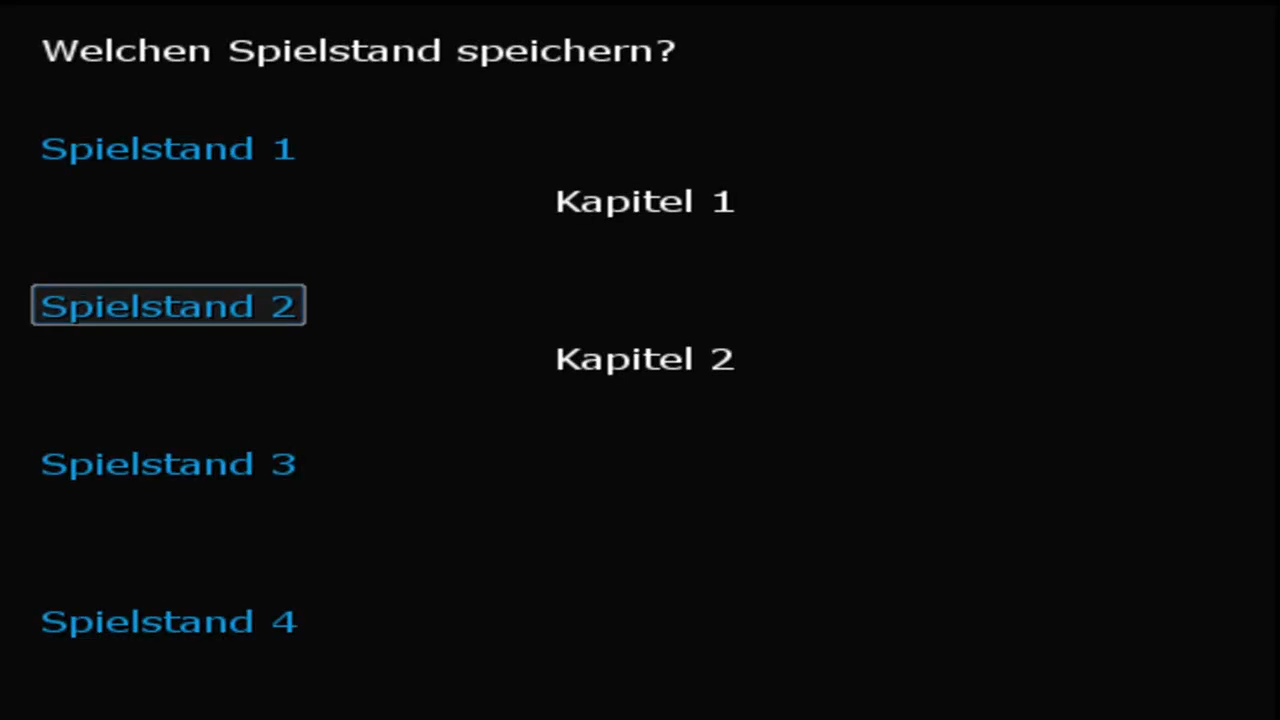 Welchen Spielstand speichern?
Spielstand 1
Kapitel 1
Spielstand 2
Kapitel 2
Spielstand 3
Spielstand 4